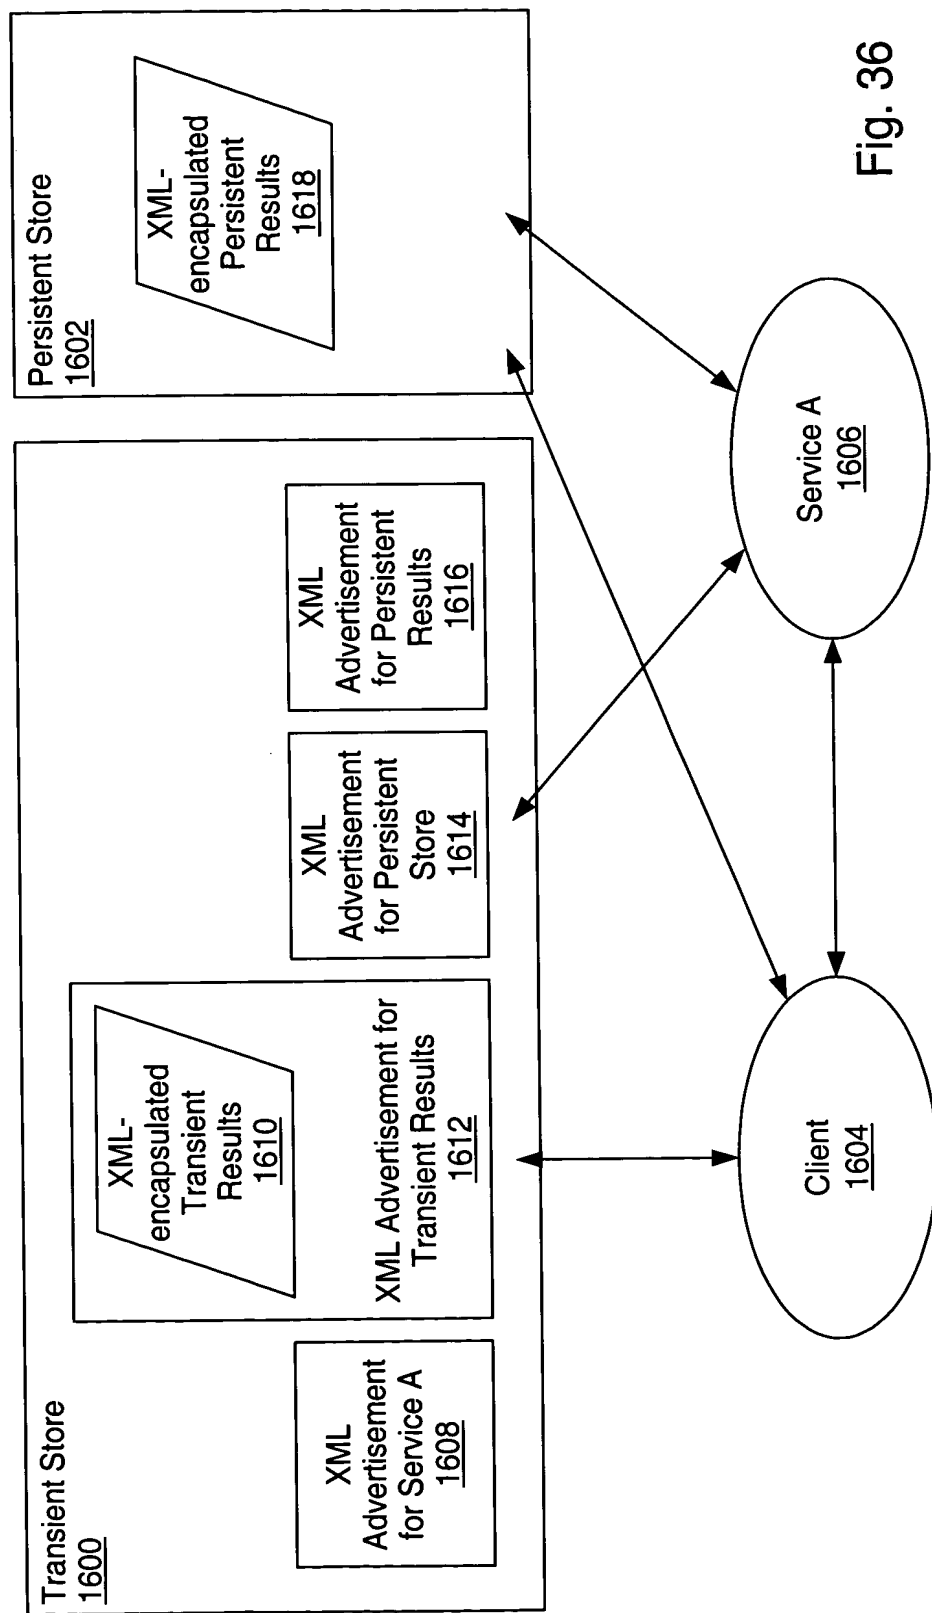 Transient Store
1600
XML
Advertisement
for Service A
1608
XML-
encapsulated
Transient
Results
1610
XML Advertisement for
Transient Results
1612
XML
Advertisement
for Persistent
Store
1614
XML
Advertisement
for Persistent
Results
1616
Persistent Store
1602
XML-
encapsulated
Persistent
Results
1618
Client
1604
Service A
1606
Fig. 36